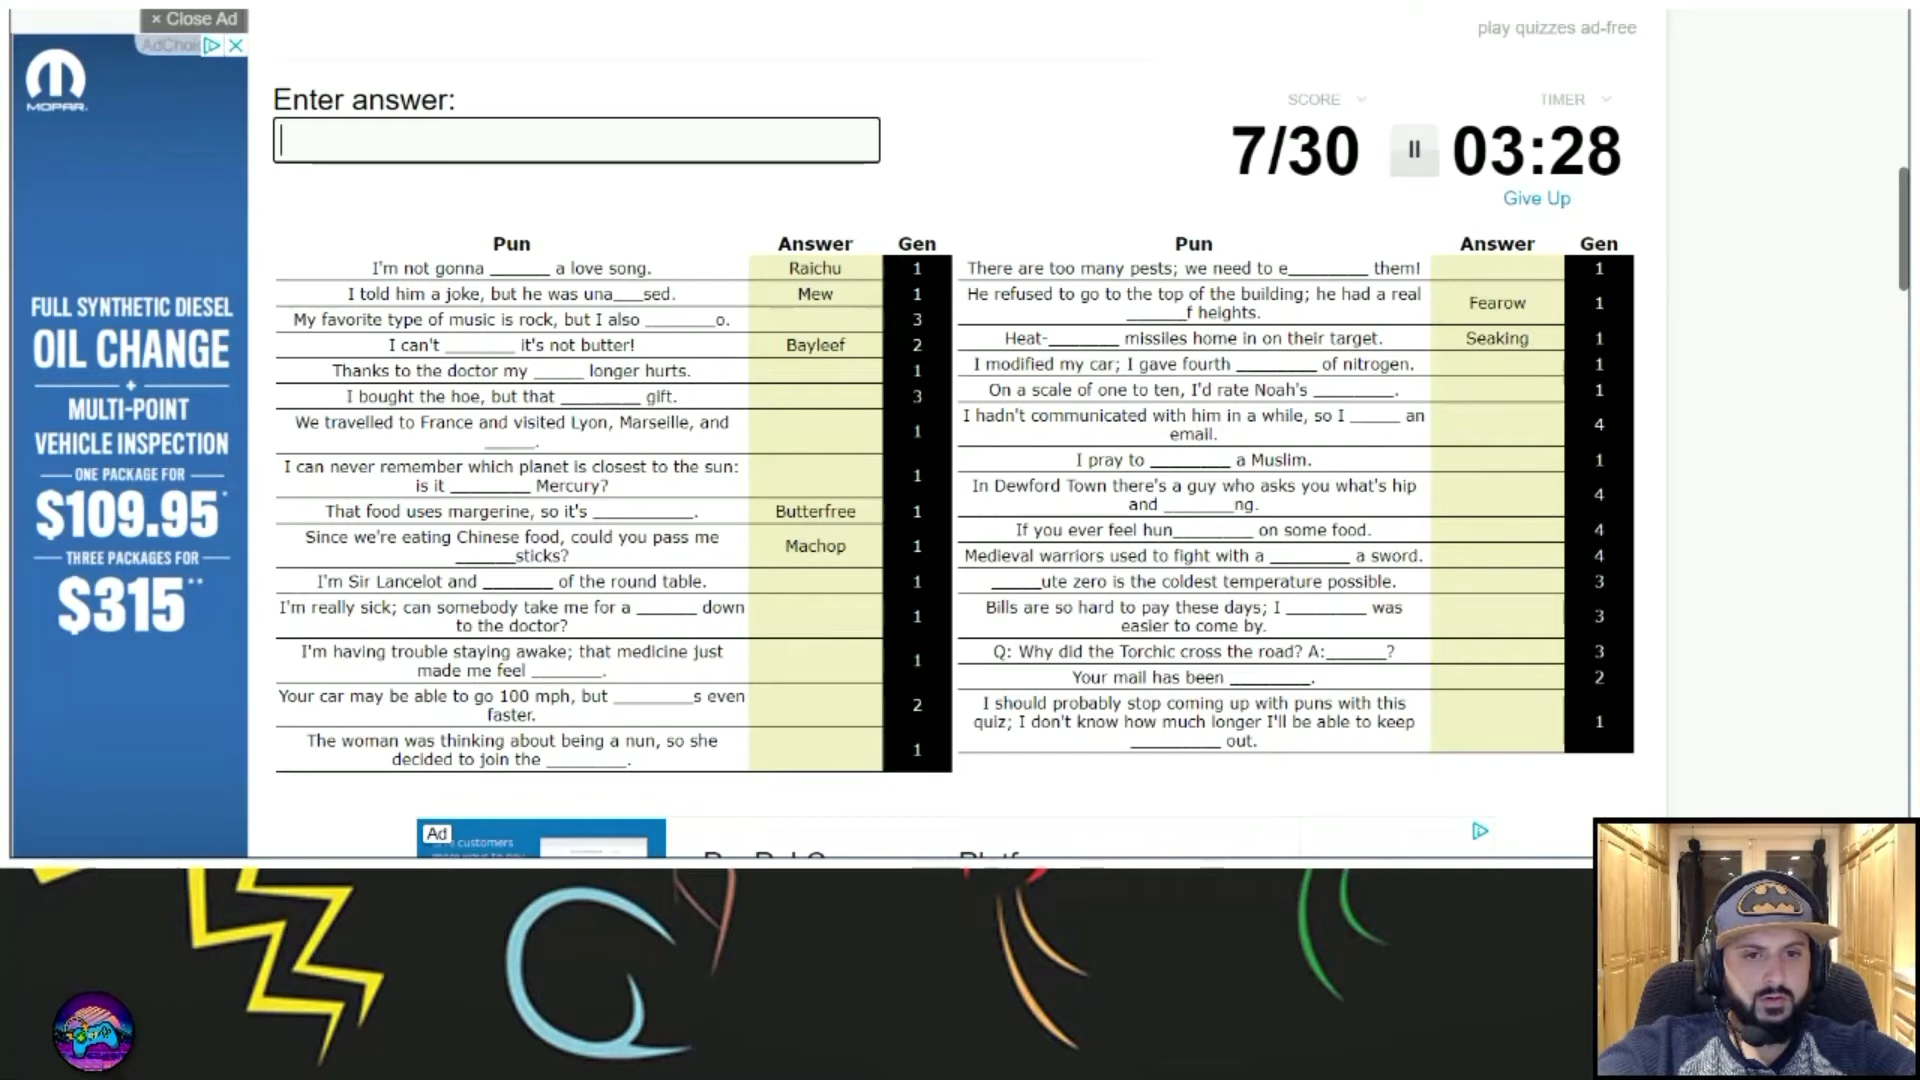 × Close Ad
play quizzes ad-free
MOPAR
Enter answer:
SCORE
TIMER
7/30
03:28
Give Up
Pun Answer Gen
I'm not gonna ______ a love song. Raichu 1
I told him a joke, but he was una___sed. Mew 1
My favorite type of music is rock, but I also _______o. 3
I can't _______ it's not butter! Bayleef 2
Thanks to the doctor my _____ longer hurts. 1
I bought the hoe, but that ________ gift. 3
We travelled to France and visited Lyon, Marseille, and
_____. 1
I can never remember which planet is closest to the sun:
is it ________ Mercury? 1
That food uses margerine, so it's __________. Butterfree 1
Since we're eating Chinese food, could you pass me
______sticks? Machop 1
I'm Sir Lancelot and _______ of the round table. 1
I'm really sick; can somebody take me for a ______ down
to the doctor? 1
I'm having trouble staying awake; that medicine just
made me feel _______. 1
Your car may be able to go 100 mph, but ________s even
faster. 2
The woman was thinking about being a nun, so she
decided to join the ________. 1
Pun Answer Gen
There are too many pests; we need to e________ them! 1
He refused to go to the top of the building; he had a real
______f heights. Fearow 1
Heat-_______ missiles home in on their target. Seaking 1
I modified my car; I gave fourth ________ of nitrogen. 1
On a scale of one to ten, I'd rate Noah's ________. 1
I hadn't communicated with him in a while, so I _____ an
email. 4
I pray to ________ a Muslim. 1
In Dewford Town there's a guy who asks you what's hip
and _______ng. 4
If you ever feel hun________ on some food. 4
Medieval warriors used to fight with a ________ a sword. 4
_____ute zero is the coldest temperature possible. 3
Bills are so hard to pay these days; I ________ was
easier to come by. 3
Q: Why did the Torchic cross the road? A:______? 3
Your mail has been ________. 2
I should probably stop coming up with puns with this
quiz; I don't know how much longer I'll be able to keep
_________ out. 1
FULL SYNTHETIC DIESEL
OIL CHANGE
+
MULTI-POINT
VEHICLE INSPECTION
ONE PACKAGE FOR
$109.95*
THREE PACKAGES FOR
$315**
Ad
customers